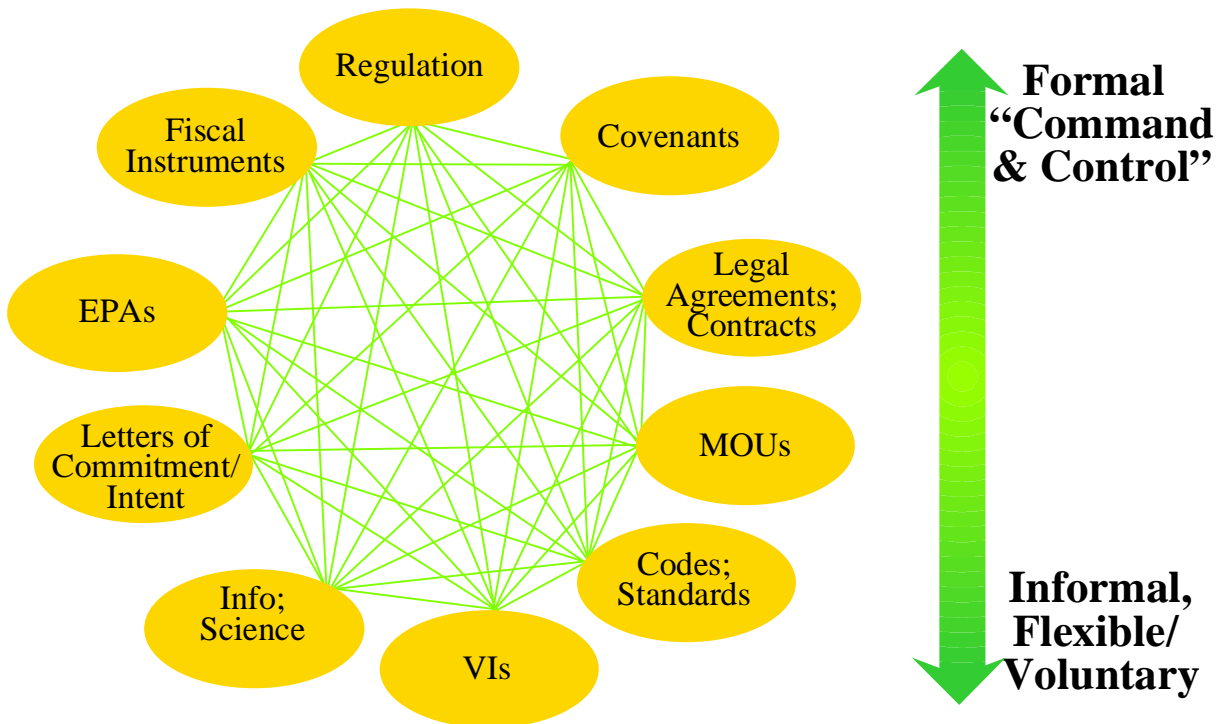 Regulation
Fiscal
Instruments
Covenants
EPAs
Legal
Agreements;
Contracts
Letters of
Commitment/
Intent
MOUs
Info;
Science
VIs
Codes;
Standards
Formal
“Command
& Control”
Informal,
Flexible/
Voluntary